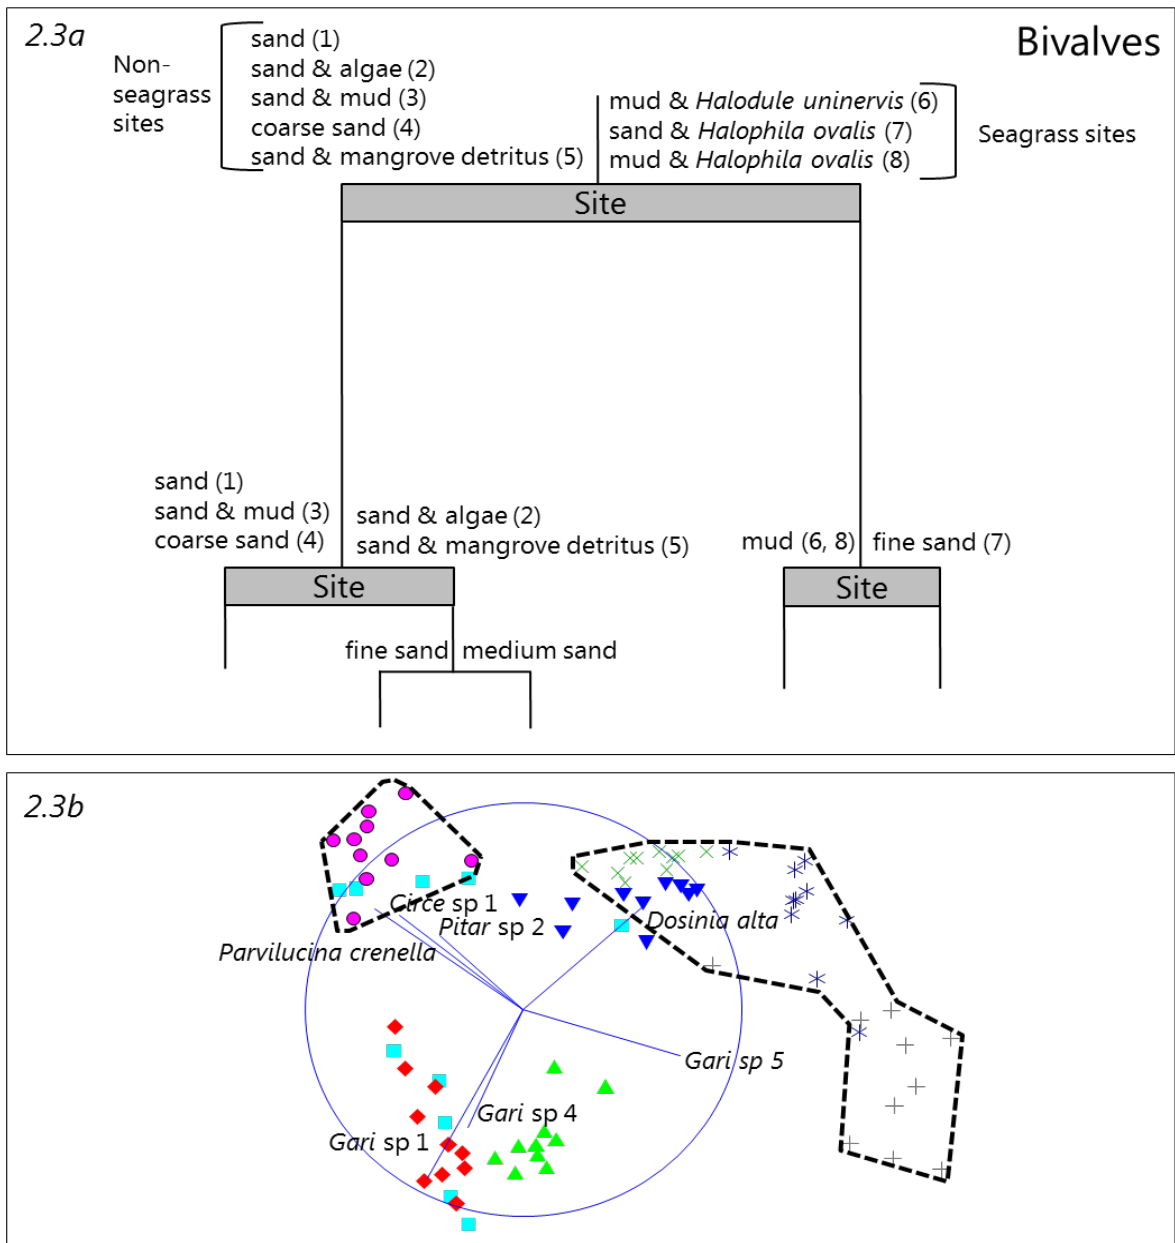 2.3a
Bivalves
Non-
seagrass
sites
sand (1)
sand & algae (2)
sand & mud (3)
coarse sand (4)
sand & mangrove detritus (5)
mud & Halodule uninervis (6)
sand & Halophila ovalis (7)
mud & Halophila ovalis (8)
Seagrass sites
Site
sand (1)
sand & mud (3)
coarse sand (4)
sand & algae (2)
sand & mangrove detritus (5)
mud (6, 8)
fine sand (7)
Site
Site
fine sand
medium sand
2.3b
Circe sp 1
Pitar sp 2
Parvilucina crenella
Dosinia alta
Gari sp 5
Gari sp 4
Gari sp 1